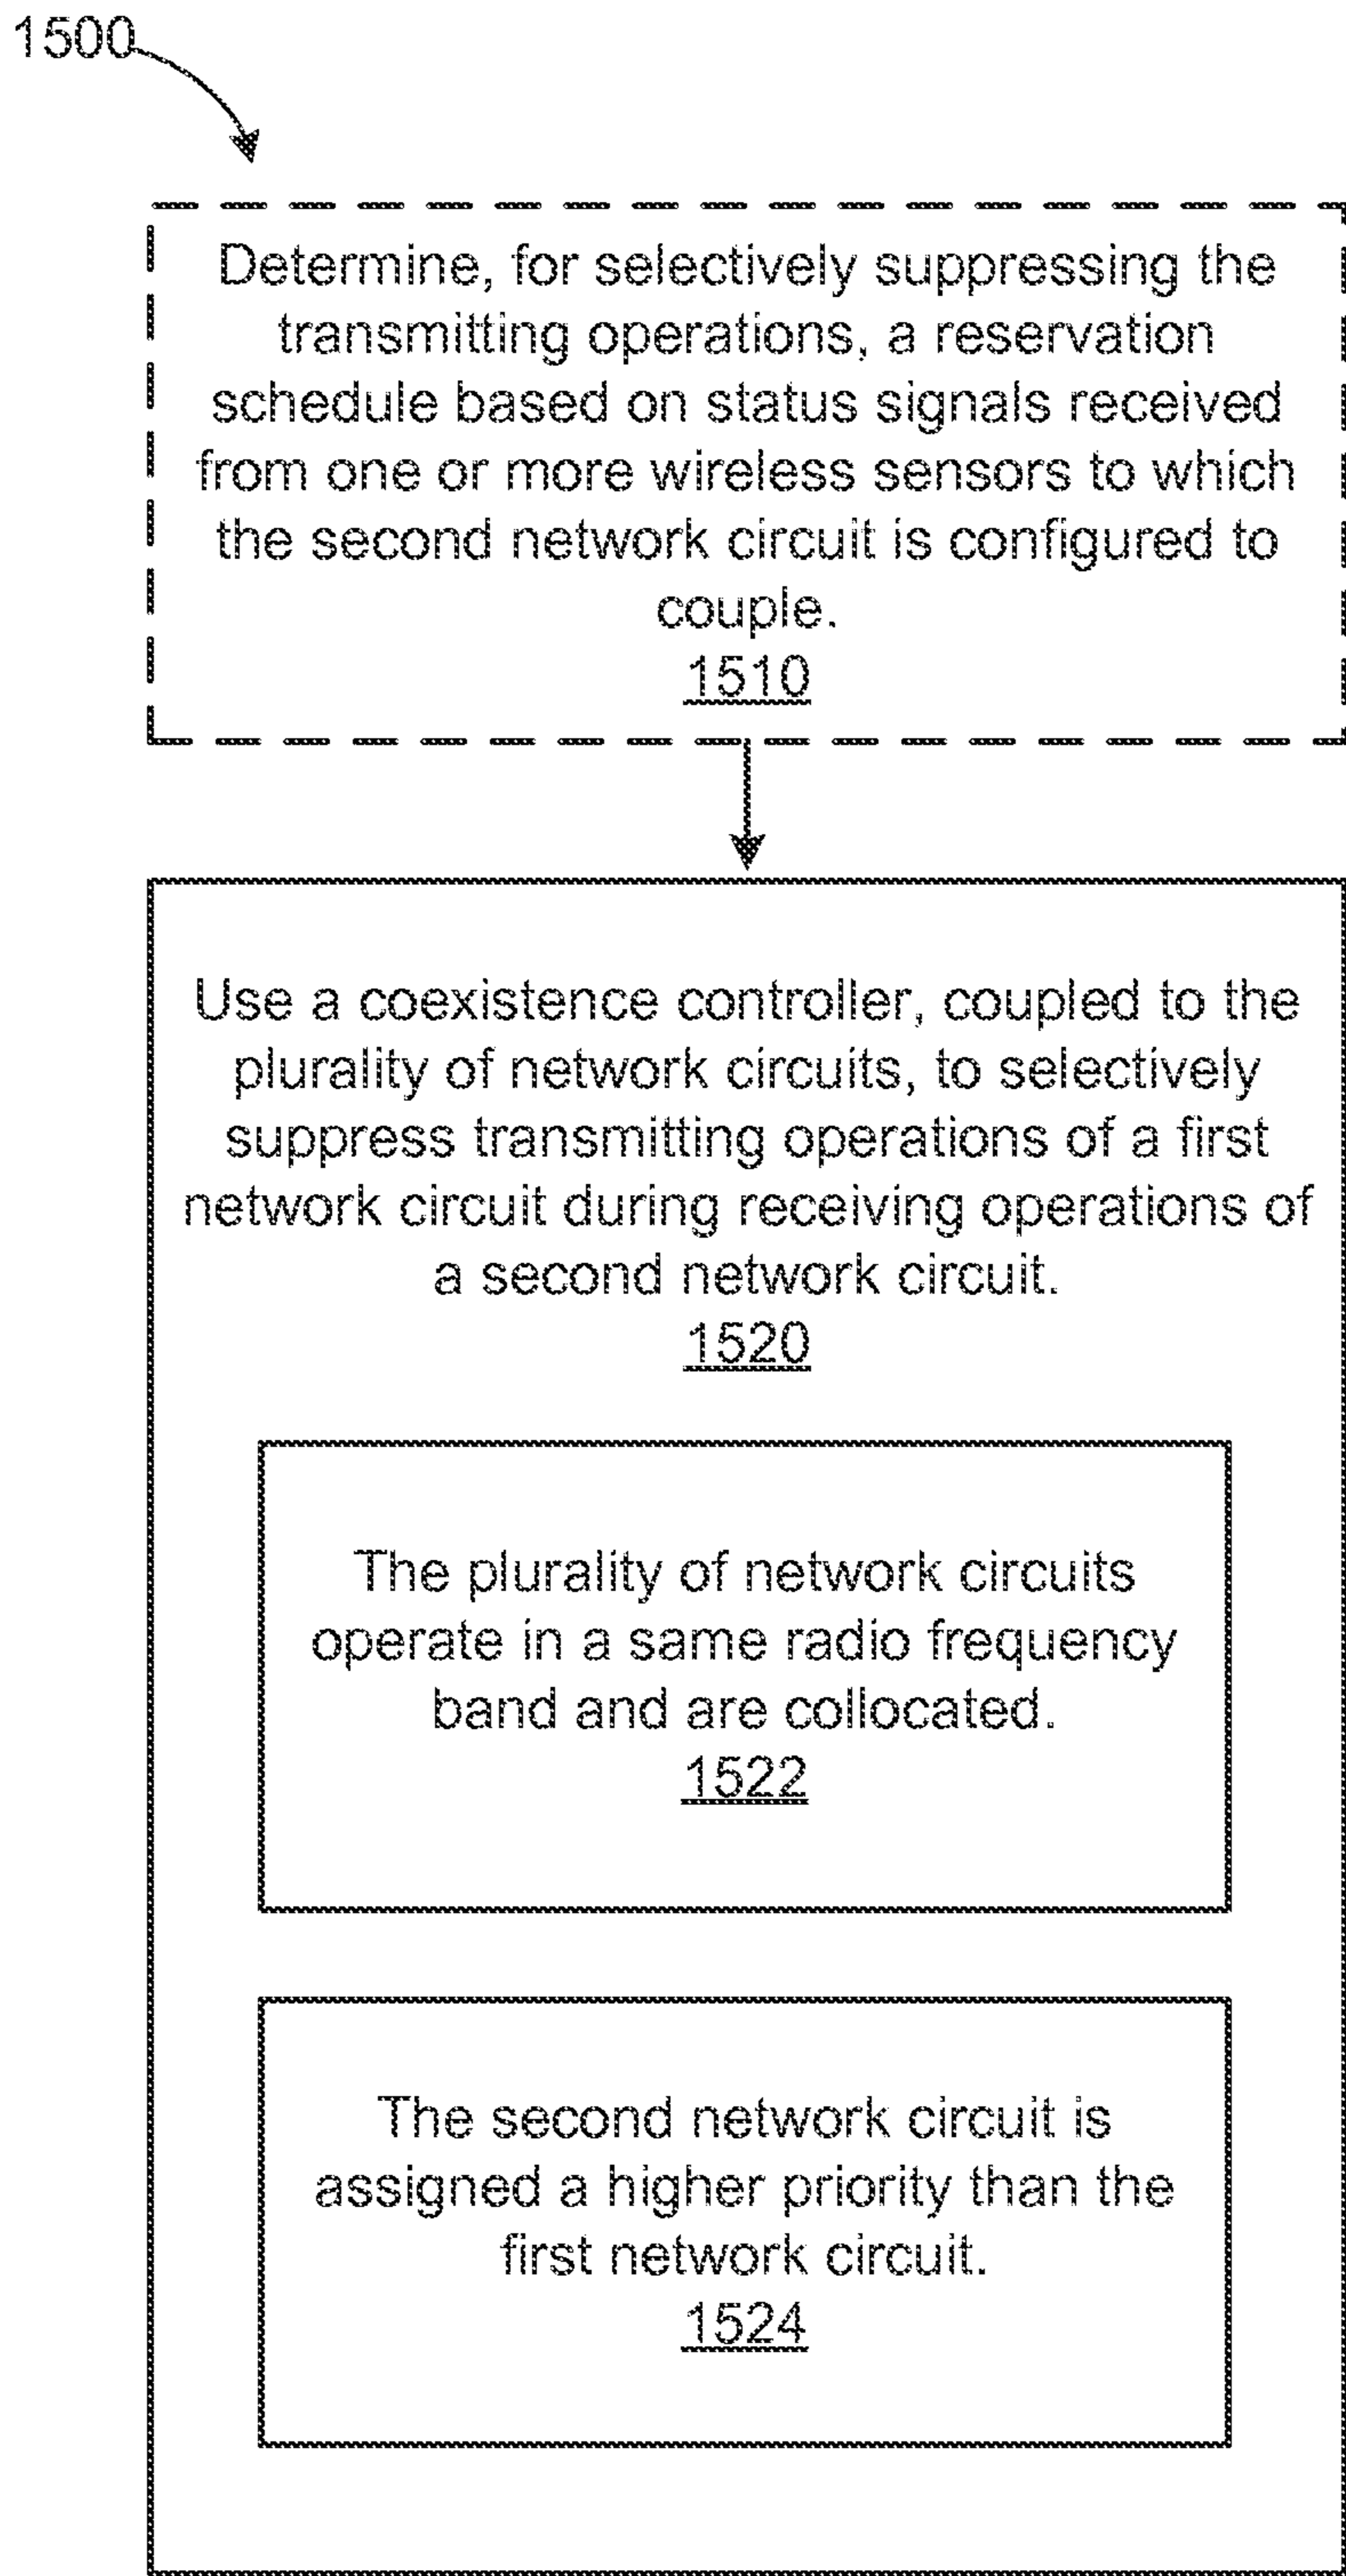 1500
Determine, for selectively suppressing the
transmitting operations, a reservation
schedule based on status signals received
from one or more wireless sensors to which
the second network circuit is configured to
couple.
1510
Use a coexistence controller, coupled to the
plurality of network circuits, to selectively
suppress transmitting operations of a first
network circuit during receiving operations of
a second network circuit.
1520
The plurality of network circuits
operate in a same radio frequency
band and are collocated.
1522
The second network circuit is
assigned a higher priority than the
first network circuit.
1524